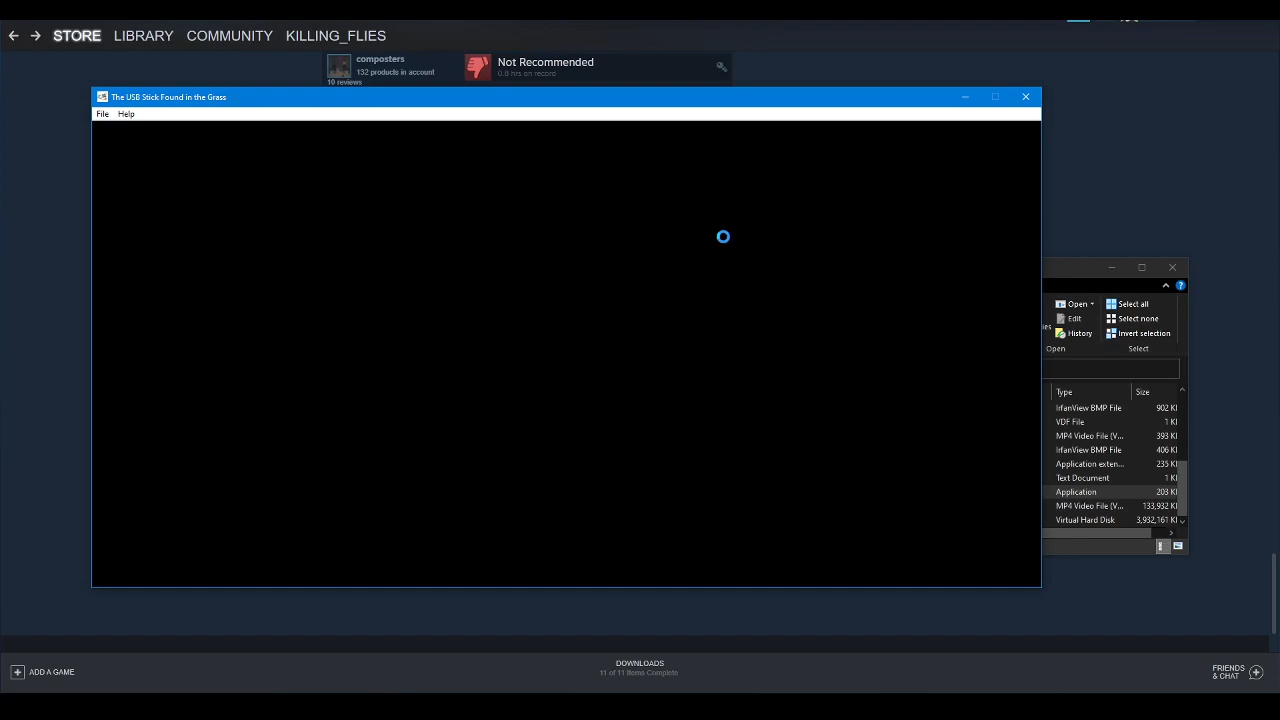 STORE LIBRARY COMMUNITY KILLING_FLIES
composters
132 products in account
10 reviews
Not Recommended
0.8 hrs on record
The USB Stick Found in the Grass
File Help
Open
Edit
History
Open
Select all
Select none
Invert selection
Select
Type Size
IrfanView BMP File 902 KI
VDF File 1 KI
MP4 Video File (V... 393 KI
IrfanView BMP File 406 KI
Application exten... 235 KI
Text Document 1 KI
Application 203 KI
MP4 Video File (V... 133,932 KI
Virtual Hard Disk 3,932,161 KI
ADD A GAME
DOWNLOADS
11 of 11 Items Complete
FRIENDS
& CHAT